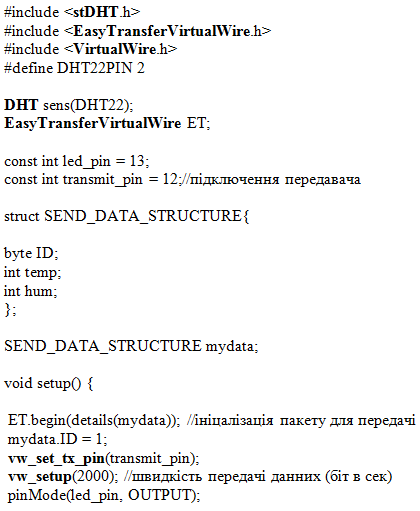 #include <stDHT.h>
#include <EasyTransferVirtualWire.h>
#include <VirtualWire.h>
#define DHT22PIN 2
DHT sens(DHT22);
EasyTransferVirtualWire ET;
const int led_pin = 13;
const int transmit_pin = 12;//підключення передавача
struct SEND_DATA_STRUCTURE{
byte ID;
int temp;
int hum;
};
SEND_DATA_STRUCTURE mydata;
void setup() {
ET.begin(details(mydata)); //ініцалізація пакету для передачі
mydata.ID = 1;
vw_set_tx_pin(transmit_pin);
vw_setup(2000); //швидкість передачі данних (біт в сек)
pinMode(led_pin, OUTPUT);